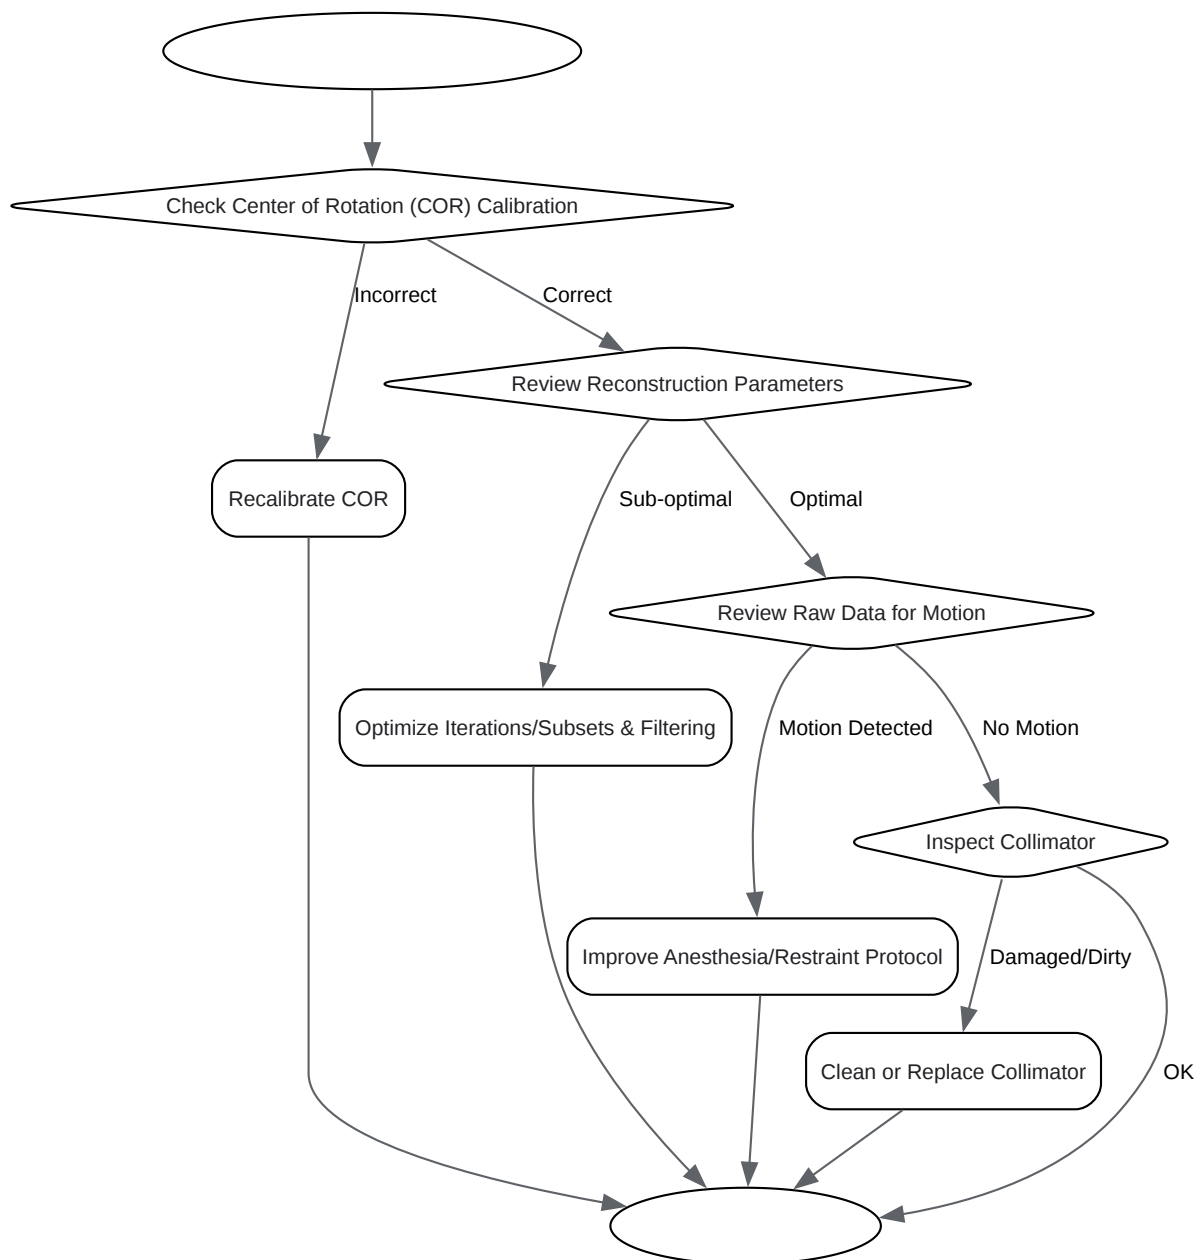 Check Center of Rotation (COR) Calibration
Incorrect
Correct
Review Reconstruction Parameters
Recalibrate COR
Sub-optimal
Optimal
Review Raw Data for Motion
Optimize Iterations/Subsets & Filtering
Motion Detected
No Motion
Inspect Collimator
Improve Anesthesia/Restraint Protocol
Damaged/Dirty
Clean or Replace Collimator
OK